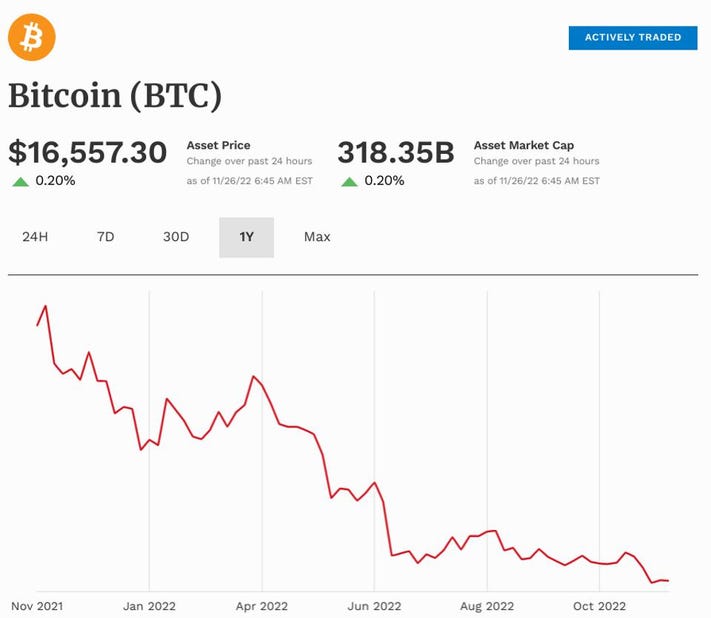 ACTIVELY TRADED
Bitcoin (BTC)
$16,557.30
Asset Price
Change over past 24 hours
0.20%
as of 11/26/22 6:45 AM EST
318.35B
Asset Market Cap
Change over past 24 hours
0.20%
as of 11/26/22 6:45 AM EST
24H 7D 30D 1Y Max
Nov 2021 Jan 2022 Apr 2022 Jun 2022 Aug 2022 Oct 2022